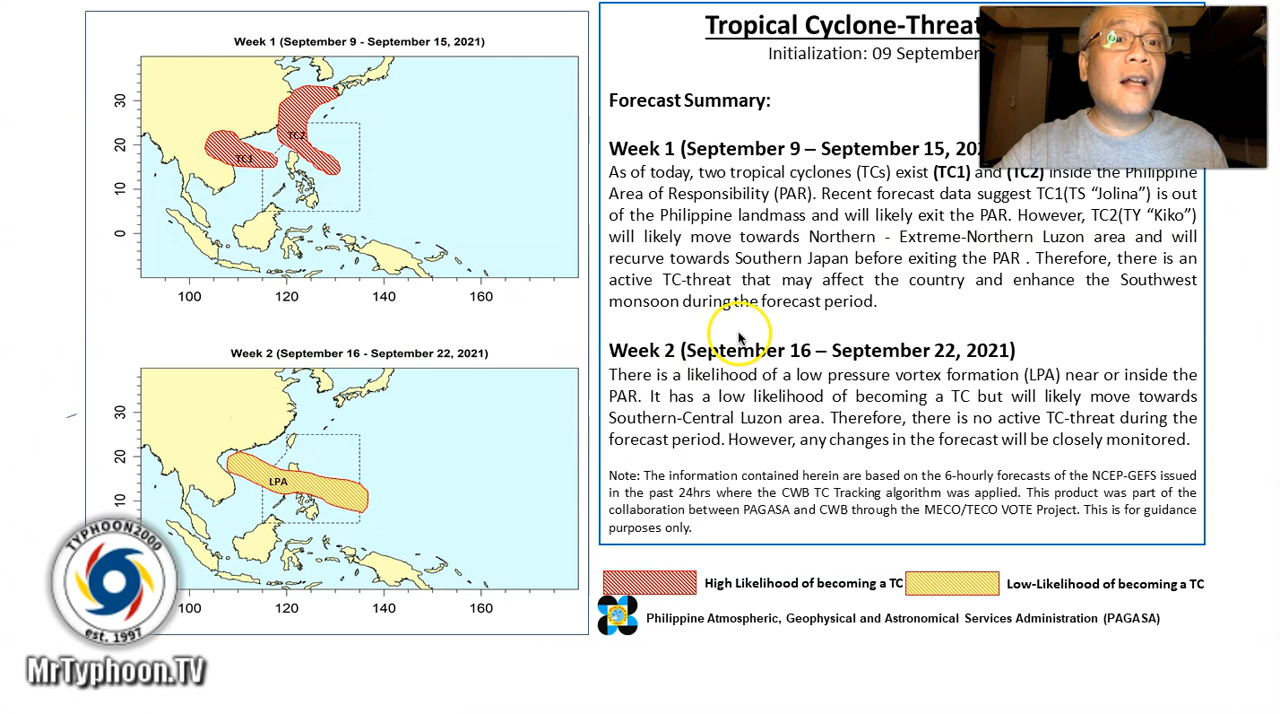 Week 1 (September 9 - September 15, 2021)
30
20
10
0
TC1
TC2
100
120
140
160
Week 2 (September 16 - September 22, 2021)
30
20
10
LPA
100
120
140
160
TYPHOON2000
est. 1997
MrTyphoon.TV
Tropical Cyclone-Threat
Initialization: 09 September
Forecast Summary:
Week 1 (September 9 – September 15, 202
As of today, two tropical cyclones (TCs) exist (TC1) and (TC2) inside the Philippine
Area of Responsibility (PAR). Recent forecast data suggest TC1(TS “Jolina”) is out
of the Philippine landmass and will likely exit the PAR. However, TC2(TY “Kiko”)
will likely move towards Northern - Extreme-Northern Luzon area and will
recurve towards Southern Japan before exiting the PAR . Therefore, there is an
active TC-threat that may affect the country and enhance the Southwest
monsoon during the forecast period.
Week 2 (September 16 – September 22, 2021)
There is a likelihood of a low pressure vortex formation (LPA) near or inside the
PAR. It has a low likelihood of becoming a TC but will likely move towards
Southern-Central Luzon area. Therefore, there is no active TC-threat during the
forecast period. However, any changes in the forecast will be closely monitored.
Note: The information contained herein are based on the 6-hourly forecasts of the NCEP-GEFS issued
in the past 24hrs where the CWB TC Tracking algorithm was applied. This product was part of the
collaboration between PAGASA and CWB through the MECO/TECO VOTE Project. This is for guidance
purposes only.
High Likelihood of becoming a TC
Low-Likelihood of becoming a TC
Philippine Atmospheric, Geophysical and Astronomical Services Administration (PAGASA)